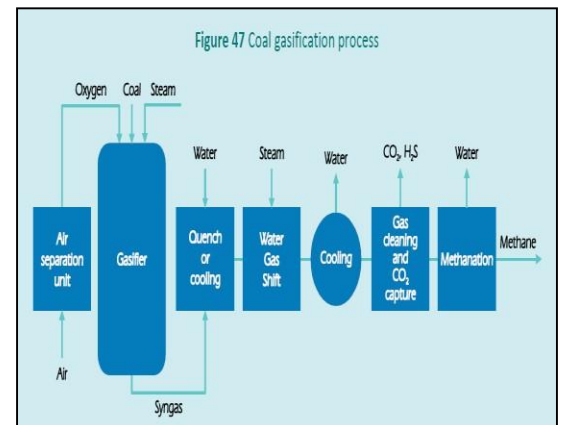 Figure 47 Coal gasification process
Oxygen
Coal
Steam
Water
Steam
Water
CO₂, H₂S
Water
Air
separation
unit
Gasifier
Quench
or
cooling
Water
Gas
Shift
Cooling
Gas
cleaning
and
CO₂
capture
Methanation
Methane
Air
Syngas